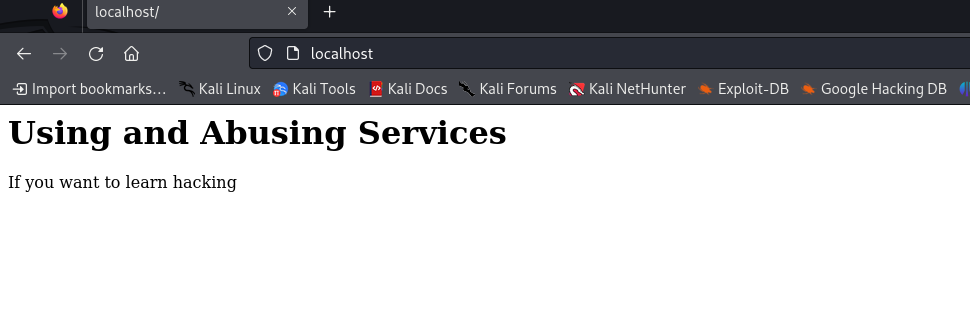 localhost/
localhost
Import bookmarks... Kali Linux Kali Tools Kali Docs Kali Forums Kali NetHunter Exploit-DB Google Hacking DB
Using and Abusing Services
If you want to learn hacking